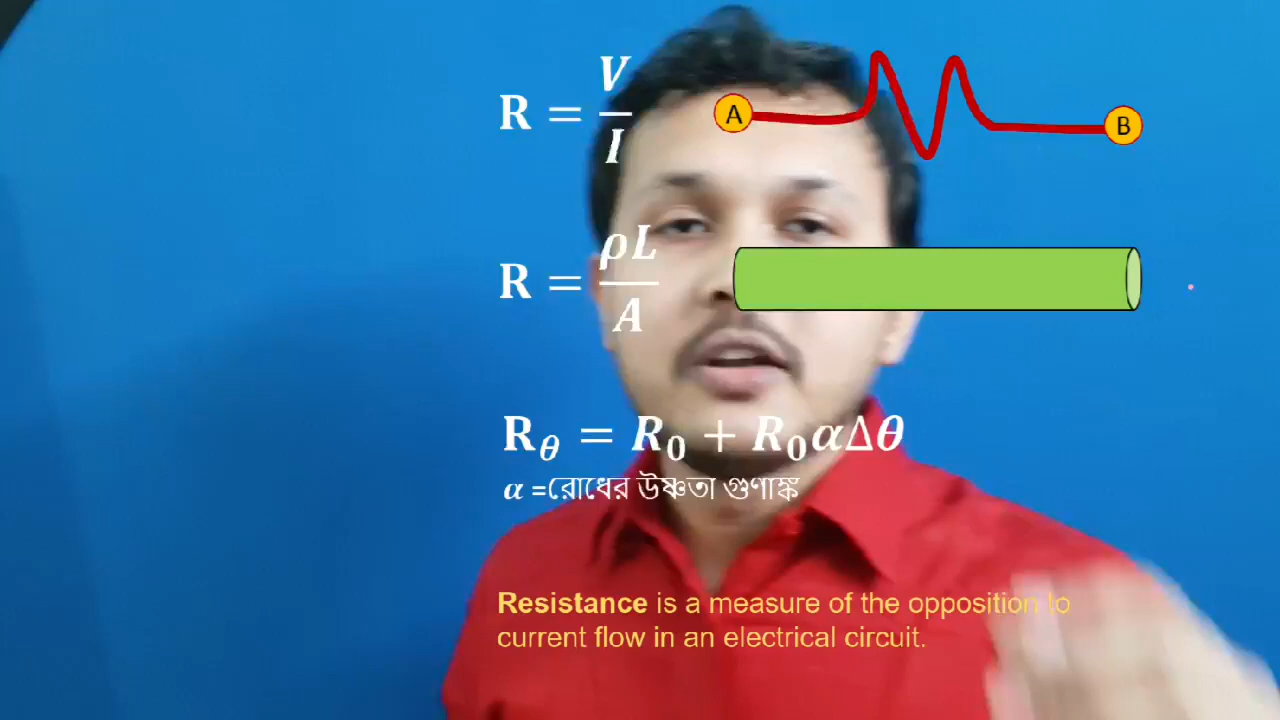 R = V/I
A B
R = ρL/A
R_θ = R_0 + R_0αΔθ
α =রোধের উষ্ণতা গুণাঙ্ক
Resistance is a measure of the opposition to
current flow in an electrical circuit.